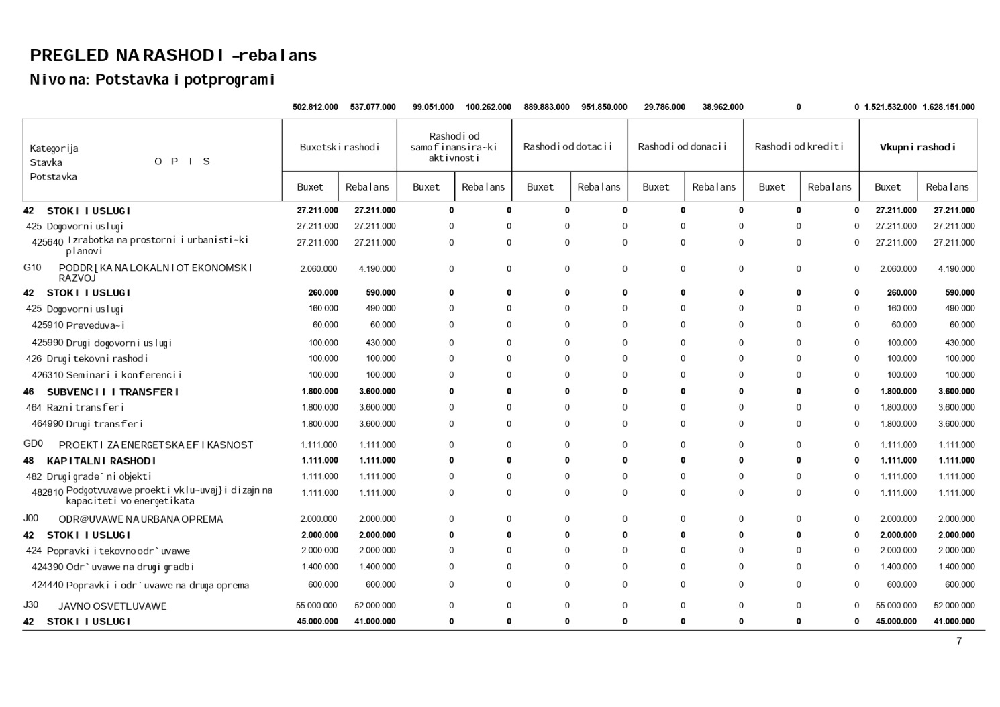 PREGLED NA RASHODI -rebalans
Nivo na: Potstavka i potprogrami
502.812.000 537.077.000 99.051.000 100.262.000 889.883.000 951.850.000 29.786.000 38.962.000 0 0 1.521.532.000 1.628.151.000
Kategorija
Stavka
Potstavka
O P I S
Buxetski rashodi
Rashodi od
samofinansira~ki
aktivnosti
Rashodi od dotacii
Rashodi od donacii
Rashodi od krediti
Vkupni rashodi
Buxet Rebalans Buxet Rebalans Buxet Rebalans Buxet Rebalans Buxet Rebalans Buxet Rebalans
42 STOKI I USLUGI 27.211.000 27.211.000 0 0 0 0 0 0 0 0 27.211.000 27.211.000
425 Dogovorni uslugi 27.211.000 27.211.000 0 0 0 0 0 0 0 0 27.211.000 27.211.000
425640 Izrabotka na prostorni i urbanisti~ki 27.211.000 27.211.000 0 0 0 0 0 0 0 0 27.211.000 27.211.000
planovi
G10 PODDR[KA NA LOKALNIOT EKONOMSKI 2.060.000 4.190.000 0 0 0 0 0 0 0 0 2.060.000 4.190.000
RAZVOJ
42 STOKI I USLUGI 260.000 590.000 0 0 0 0 0 0 0 0 260.000 590.000
425 Dogovorni uslugi 160.000 490.000 0 0 0 0 0 0 0 0 160.000 490.000
425910 Preveduva~i 60.000 60.000 0 0 0 0 0 0 0 0 60.000 60.000
425990 Drugi dogovorni uslugi 100.000 430.000 0 0 0 0 0 0 0 0 100.000 430.000
426 Drugi tekovni rashodi 100.000 100.000 0 0 0 0 0 0 0 0 100.000 100.000
426310 Seminari i konferencii 100.000 100.000 0 0 0 0 0 0 0 0 100.000 100.000
46 SUBVENCII I TRANSFERI 1.800.000 3.600.000 0 0 0 0 0 0 0 0 1.800.000 3.600.000
464 Razni transferi 1.800.000 3.600.000 0 0 0 0 0 0 0 0 1.800.000 3.600.000
464990 Drugi transferi 1.800.000 3.600.000 0 0 0 0 0 0 0 0 1.800.000 3.600.000
GD0 PROEKTI ZA ENERGETSKA EFIKASNOST 1.111.000 1.111.000 0 0 0 0 0 0 0 0 1.111.000 1.111.000
48 KAPITALNI RASHODI 1.111.000 1.111.000 0 0 0 0 0 0 0 0 1.111.000 1.111.000
482 Drugi grade`ni objekti 1.111.000 1.111.000 0 0 0 0 0 0 0 0 1.111.000 1.111.000
482810 Podgotvuvawe proekti vklu~uvaj}i dizajn na 1.111.000 1.111.000 0 0 0 0 0 0 0 0 1.111.000 1.111.000
kapaciteti vo energetikata
J00 ODR@UVAWE NA URBANA OPREMA 2.000.000 2.000.000 0 0 0 0 0 0 0 0 2.000.000 2.000.000
42 STOKI I USLUGI 2.000.000 2.000.000 0 0 0 0 0 0 0 0 2.000.000 2.000.000
424 Popravki i tekovno odr`uvawe 2.000.000 2.000.000 0 0 0 0 0 0 0 0 2.000.000 2.000.000
424390 Odr`uvawe na drugi gradbi 1.400.000 1.400.000 0 0 0 0 0 0 0 0 1.400.000 1.400.000
424440 Popravki i odr`uvawe na druga oprema 600.000 600.000 0 0 0 0 0 0 0 0 600.000 600.000
J30 JAVNO OSVETLUVAWE 55.000.000 52.000.000 0 0 0 0 0 0 0 0 55.000.000 52.000.000
42 STOKI I USLUGI 45.000.000 41.000.000 0 0 0 0 0 0 0 0 45.000.000 41.000.000
7